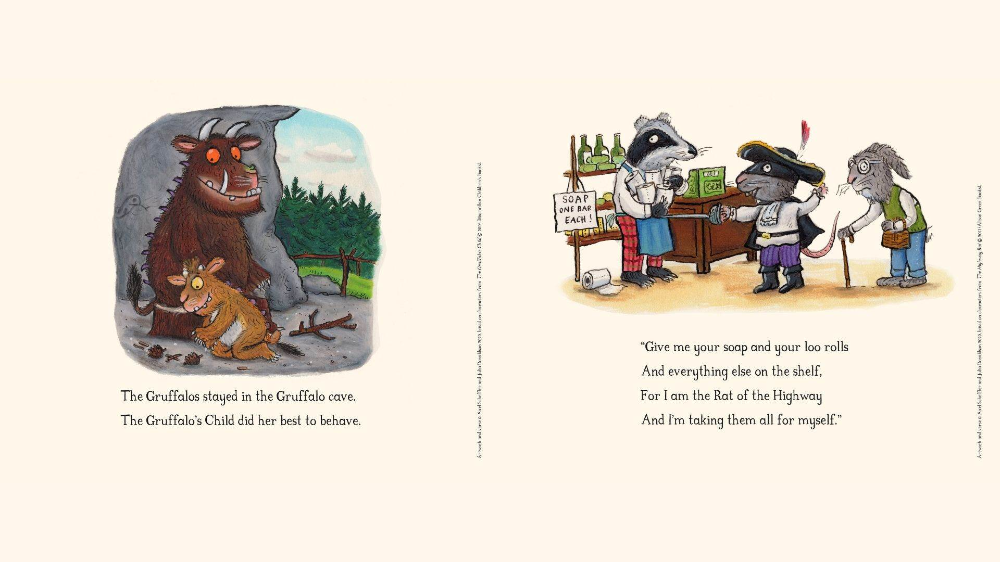 The Gruffalos stayed in the Gruffalo cave.
The Gruffalo's Child did her best to behave.
Artwork and verse © Axel Scheffler and Julia Donaldson 2020, based on characters from The Gruffalo's Child © 2004 (Macmillan Children's Books).
SOAP
ONE BAR
EACH!
“Give me your soap and your loo rolls
And everything else on the shelf,
For I am the Rat of the Highway
And I'm taking them all for myself.”
Artwork and verse © Axel Scheffler and Julia Donaldson 2020, based on characters from The Highway Rat © 2011 (Alison Green Books).